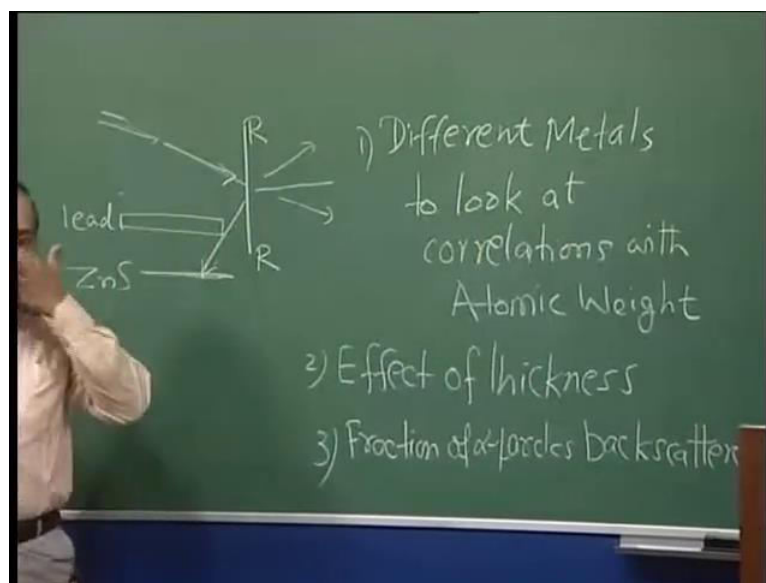 R
lead
ZnS
R
1) Different Metals
to look at
correlations with
Atomic Weight
2) Effect of thickness
3) Fraction of α-parcles backscatter